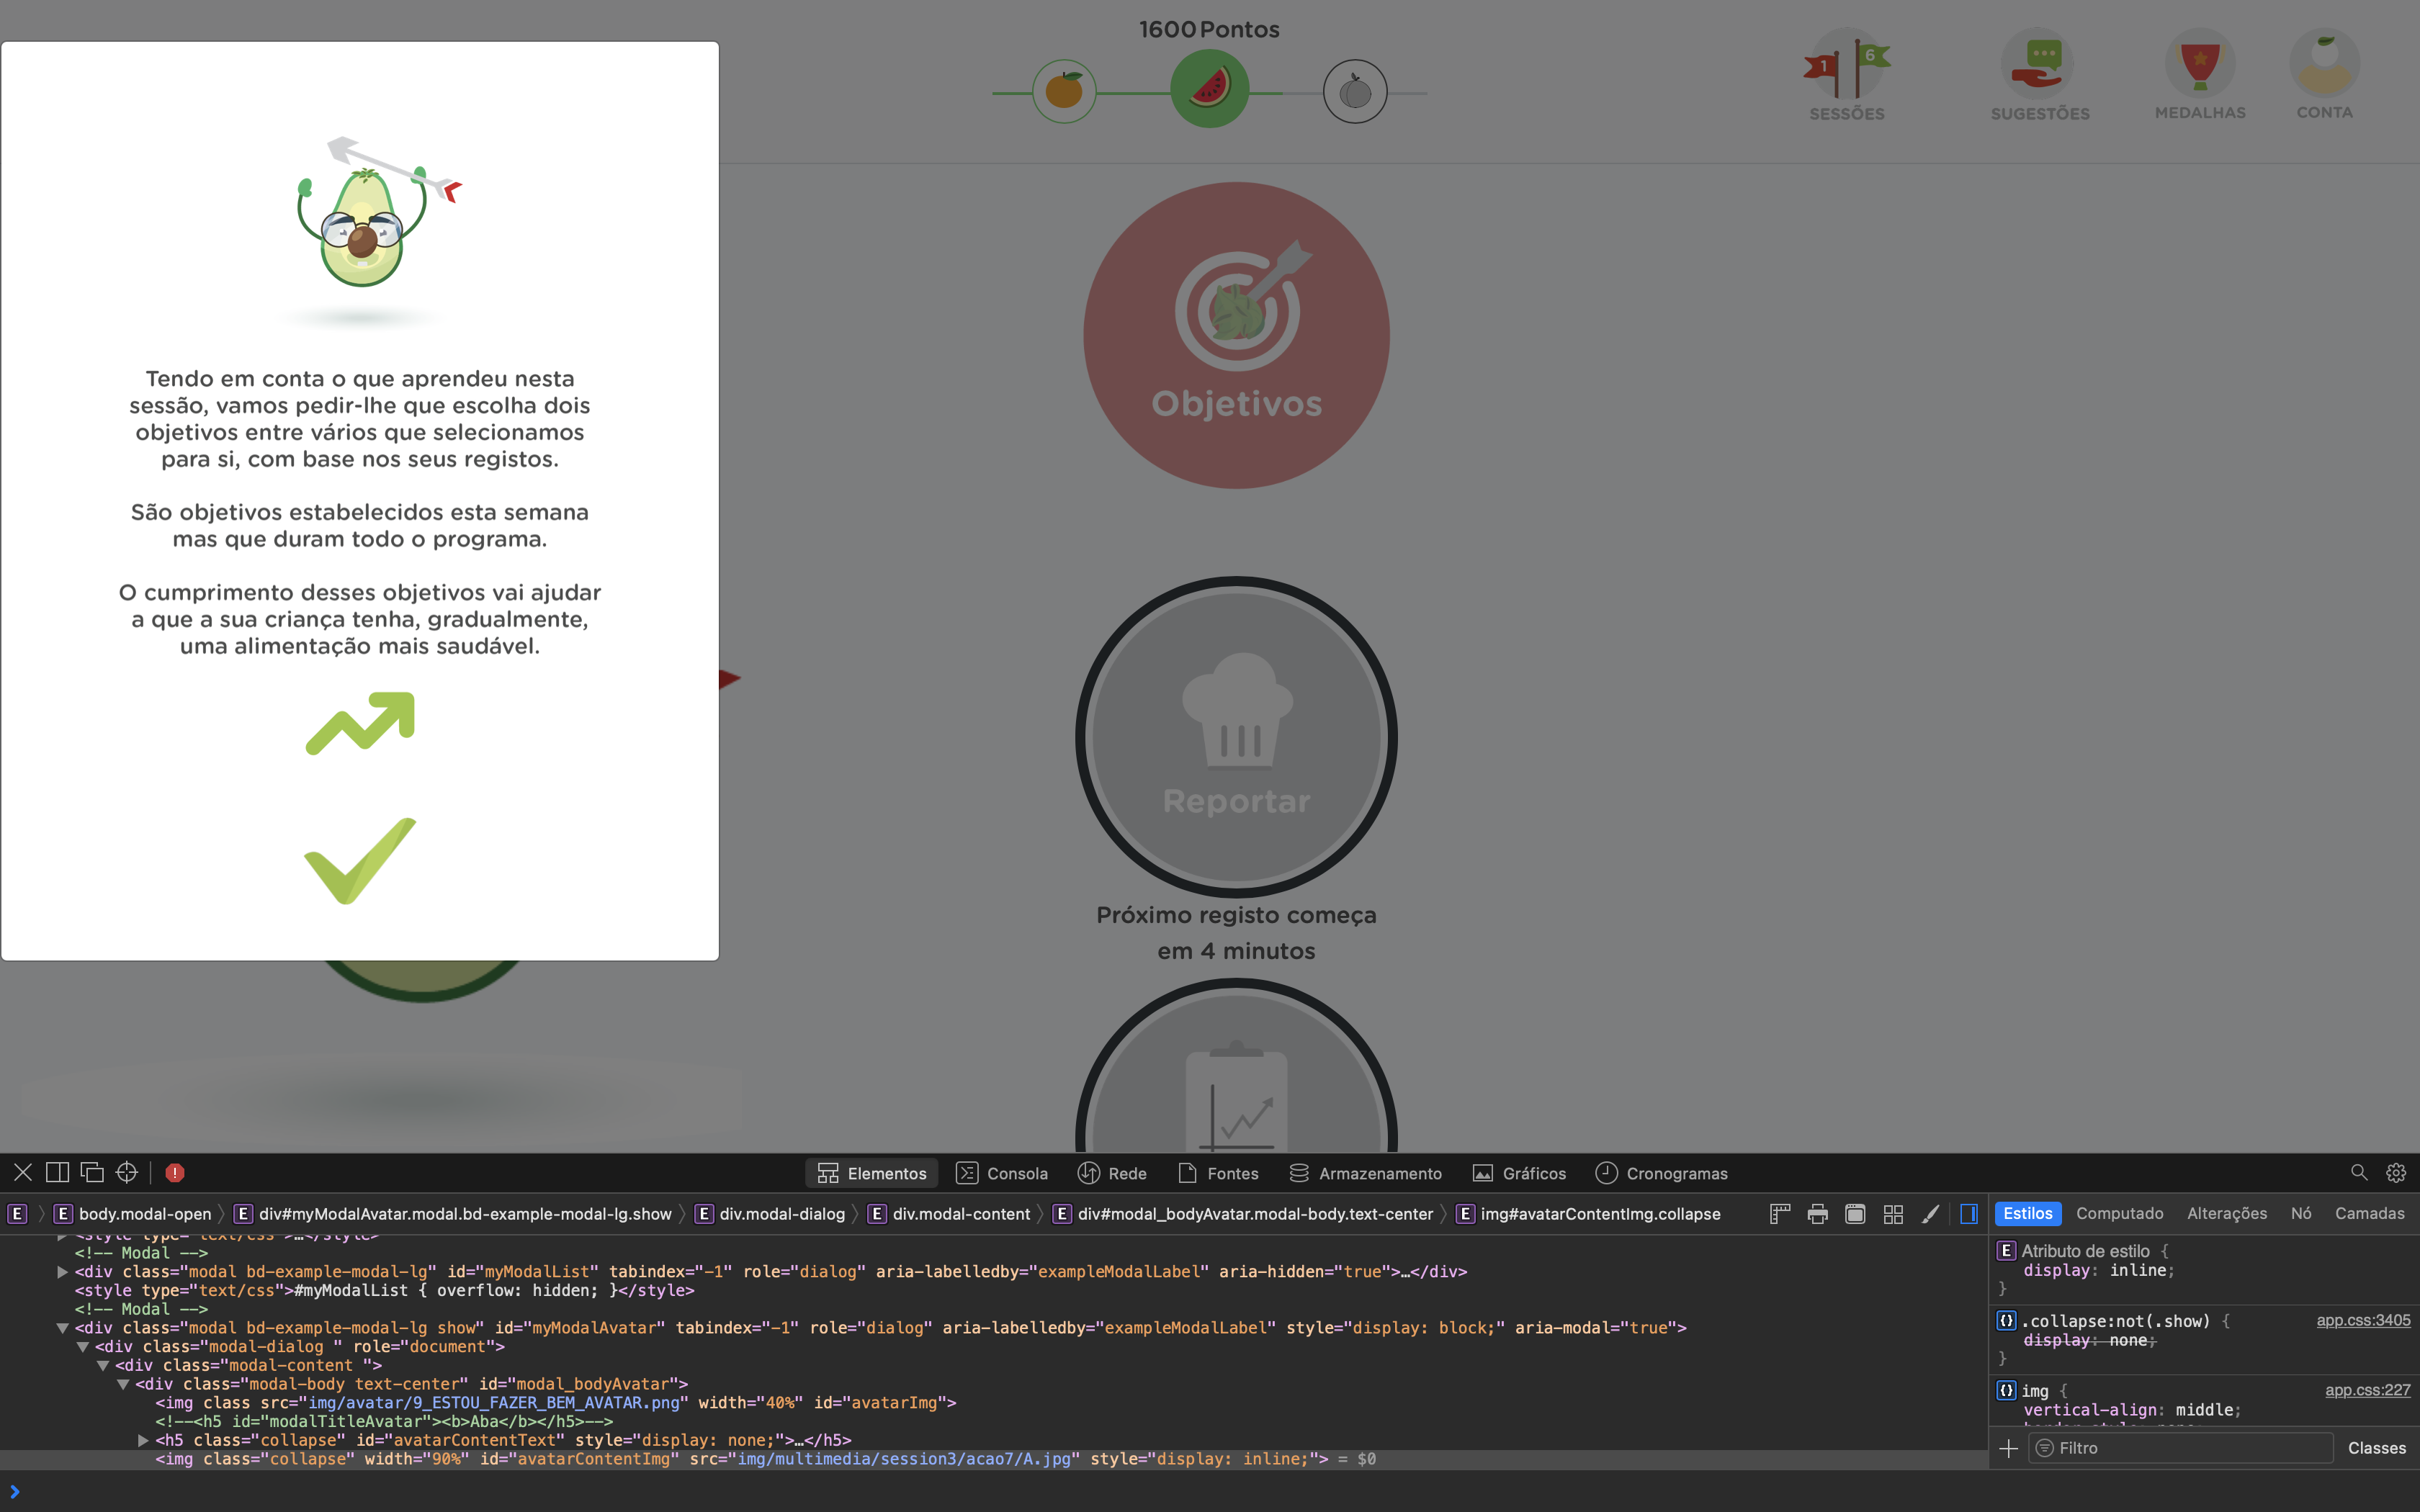 1600 Pontos
1
6
SESSÕES
SUGESTÕES
MEDALHAS
CONTA
Tendo em conta o que aprendeu nesta
sessão, vamos pedir-lhe que escolha dois
objetivos entre vários que selecionamos
para si, com base nos seus registos.
São objetivos estabelecidos esta semana
mas que duram todo o programa.
O cumprimento desses objetivos vai ajudar
a que a sua criança tenha, gradualmente,
uma alimentação mais saudável.
Objetivos
Reportar
Próximo registo começa
em 4 minutos
Elementos
Consola
Rede
Fontes
Armazenamento
Gráficos
Cronogramas
E
E body.modal-open
E div#myModalAvatar.modal.bd-example-modal-lg.show
E div.modal-dialog
E div.modal-content
E div#modal_bodyAvatar.modal-body.text-center
E img#avatarContentImg.collapse
<style type="text/css">…</style>
<!-- Modal -->
<div class="modal bd-example-modal-lg" id="myModalList" tabindex="-1" role="dialog" aria-labelledby="exampleModalLabel" aria-hidden="true">…</div>
<style type="text/css">#myModalList { overflow: hidden; }</style>
<!-- Modal -->
<div class="modal bd-example-modal-lg show" id="myModalAvatar" tabindex="-1" role="dialog" aria-labelledby="exampleModalLabel" style="display: block;" aria-modal="true">
<div class="modal-dialog " role="document">
<div class="modal-content ">
<div class="modal-body text-center" id="modal_bodyAvatar">
<img class src="img/avatar/9_ESTOU_FAZER_BEM_AVATAR.png" width="40%" id="avatarImg">
<!--<h5 id="modalTitleAvatar"><b>Aba</b></h5>-->
<h5 class="collapse" id="avatarContentText" style="display: none;">…</h5>
<img class="collapse" width="90%" id="avatarContentImg" src="img/multimedia/session3/acao7/A.jpg" style="display: inline;"> = $0
Estilos
Computado
Alterações
Nó
Camadas
E Atributo de estilo {
display: inline;
}
.collapse:not(.show) { app.css:3405
display: none;
}
img { app.css:227
vertical-align: middle;
Filtro
Classes